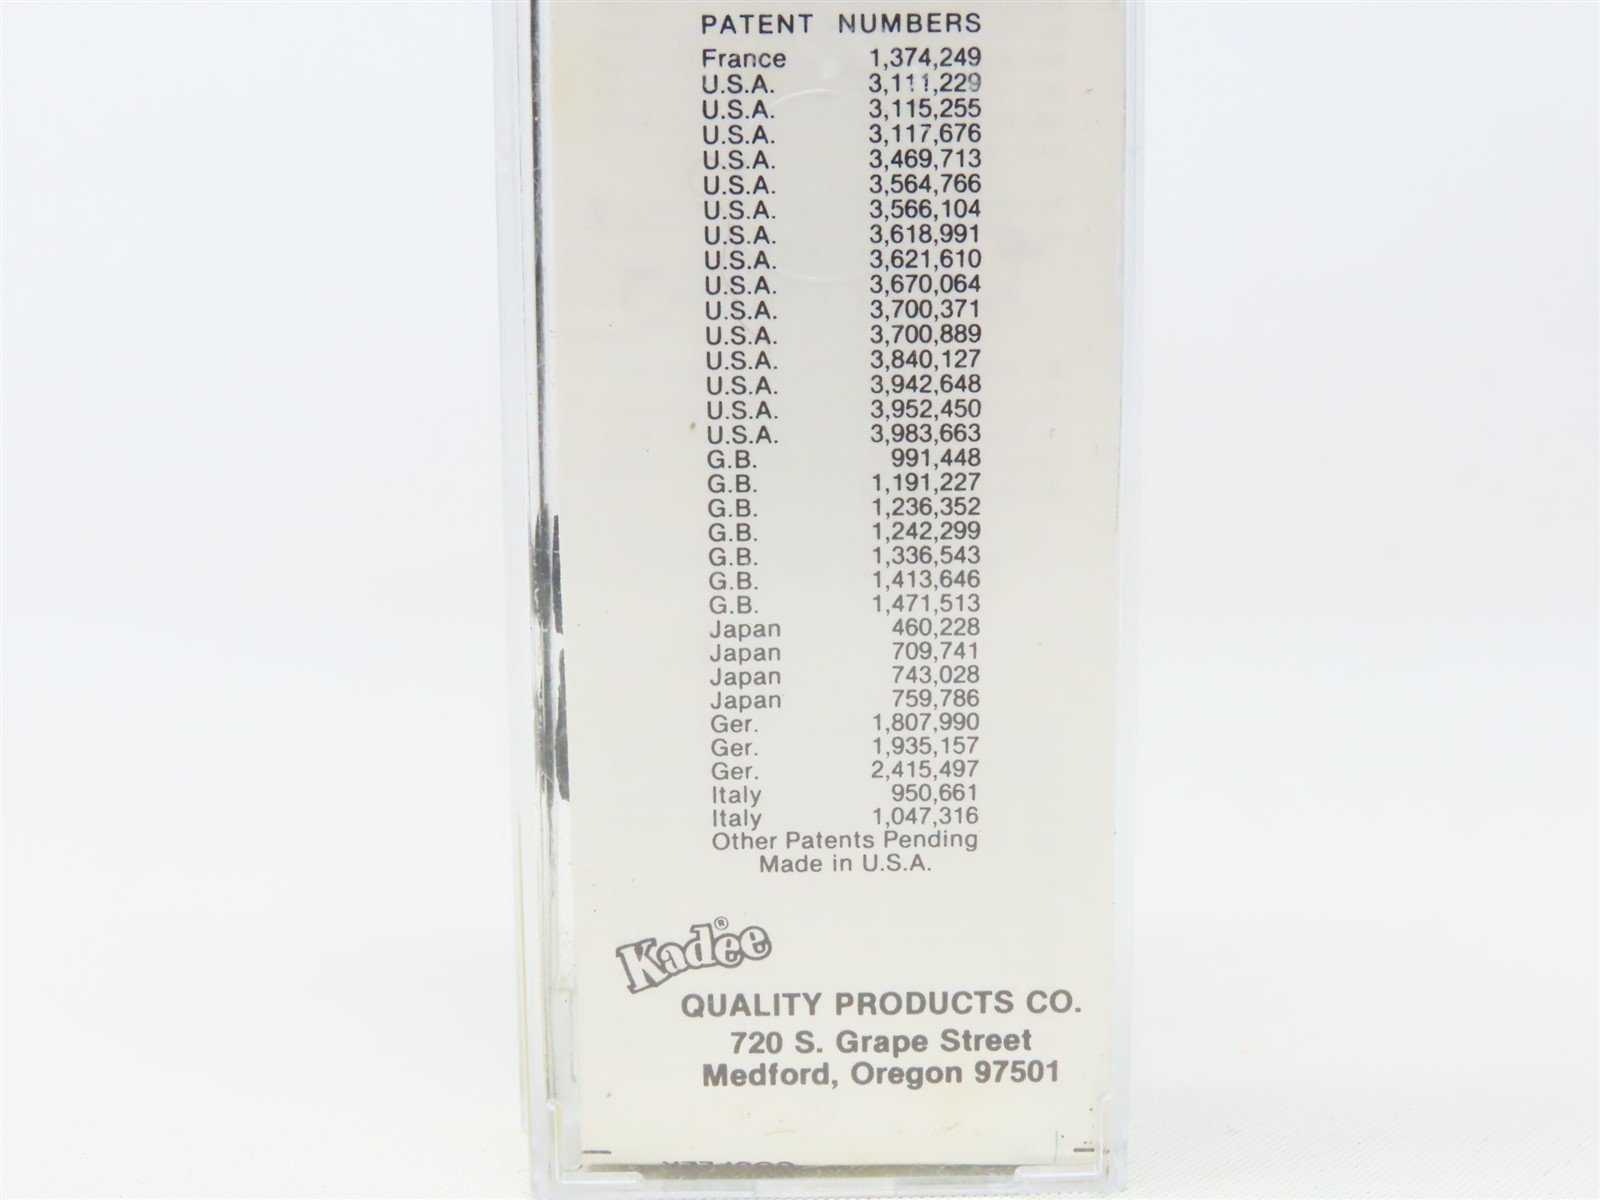 PATENT NUMBERS
France 1,374,249
U.S.A. 3,111,229
U.S.A. 3,115,255
U.S.A. 3,117,676
U.S.A. 3,469,713
U.S.A. 3,564,766
U.S.A. 3,566,104
U.S.A. 3,618,991
U.S.A. 3,621,610
U.S.A. 3,670,064
U.S.A. 3,700,371
U.S.A. 3,700,889
U.S.A. 3,840,127
U.S.A. 3,942,648
U.S.A. 3,952,450
U.S.A. 3,983,663
G.B. 991,448
G.B. 1,191,227
G.B. 1,236,352
G.B. 1,242,299
G.B. 1,336,543
G.B. 1,413,646
G.B. 1,471,513
Japan 460,228
Japan 709,741
Japan 743,028
Japan 759,786
Ger. 1,807,990
Ger. 1,935,157
Ger. 2,415,497
Italy 950,661
Italy 1,047,316
Other Patents Pending
Made in U.S.A.
Kadee®
QUALITY PRODUCTS CO.
720 S. Grape Street
Medford, Oregon 97501